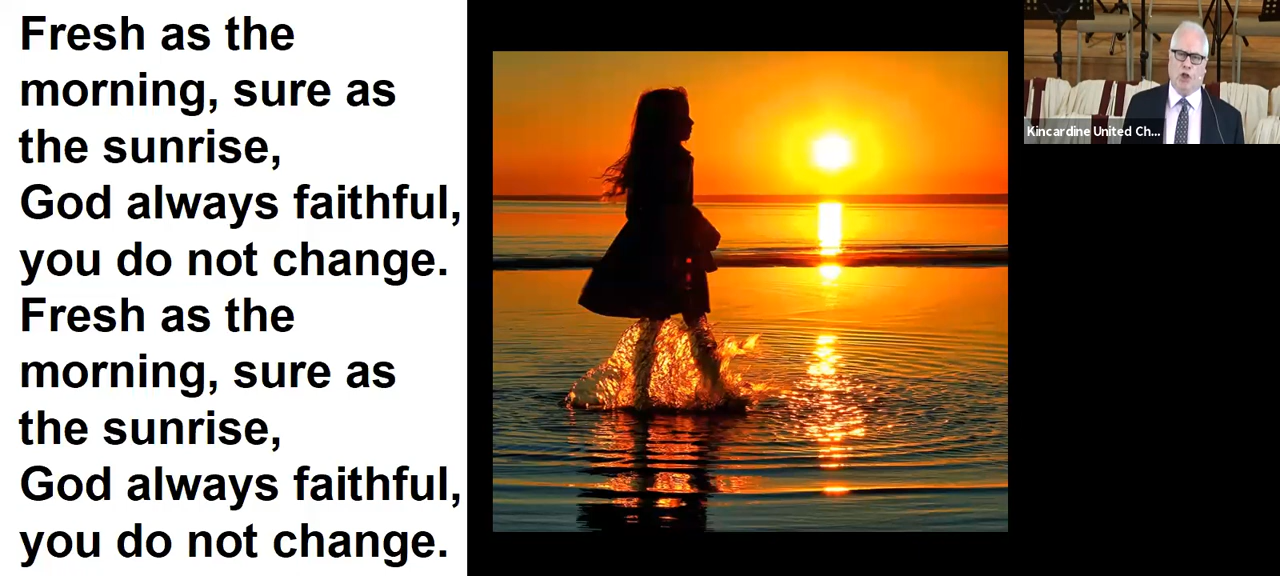 Fresh as the
morning, sure as
the sunrise,
God always faithful,
you do not change.
Fresh as the
morning, sure as
the sunrise,
God always faithful,
you do not change.
Kincardine United Ch...